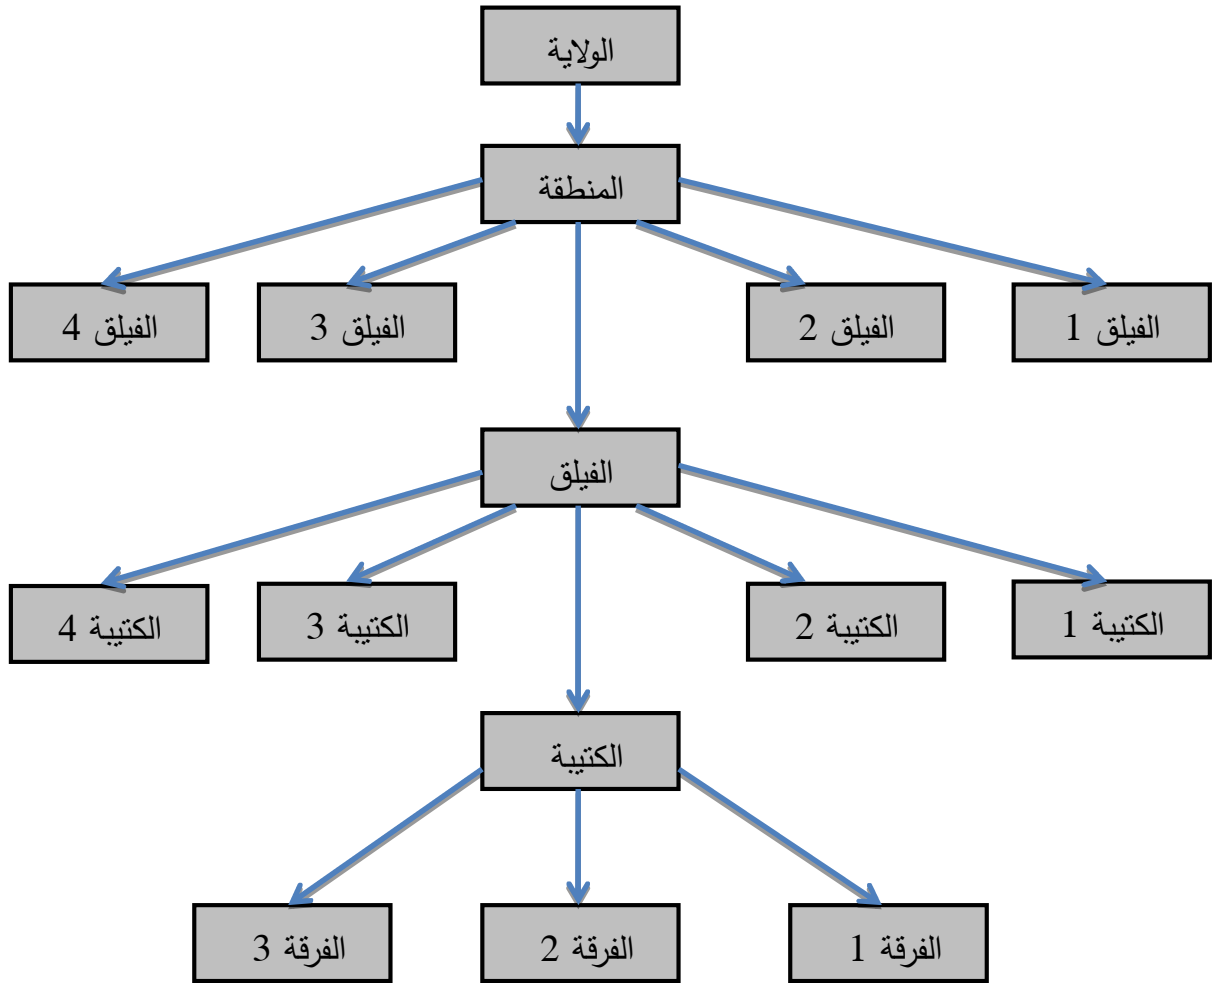 الولاية
المنطقة
الفيلق 1
الفيلق 2
الفيلق 3
الفيلق 4
الفيلق
الكتيبة 1
الكتيبة 2
الكتيبة 3
الكتيبة 4
الكتيبة
الفرقة 1
الفرقة 2
الفرقة 3